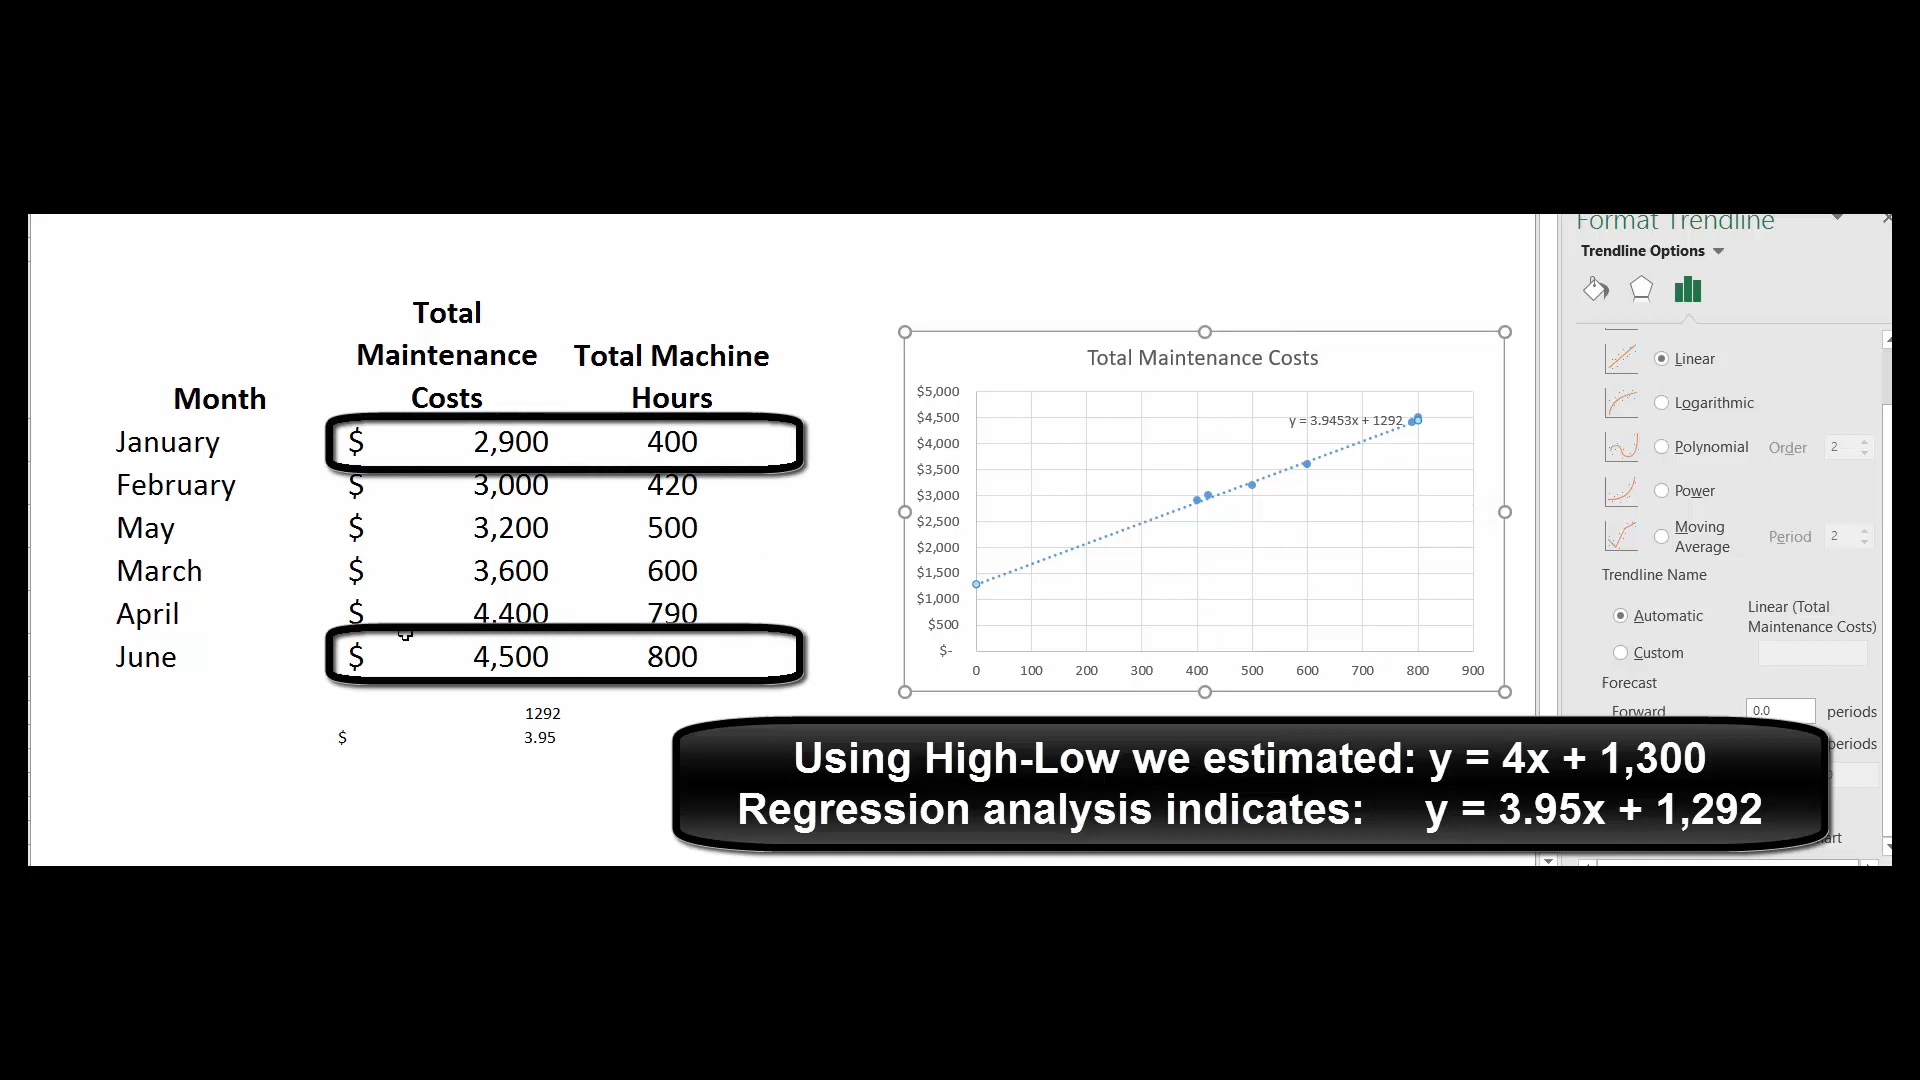 Format Trendline
Trendline Options
Linear
Logarithmic
Polynomial Order 2
Power
Moving
Average
Period 2
Trendline Name
Automatic
Linear (Total
Maintenance Costs)
Custom
Forecast
Forward 0.0 periods
periods
Total
Maintenance
Costs
Total Machine
Hours
Month
January $ 2,900 400
February $ 3,000 420
May $ 3,200 500
March $ 3,600 600
April $ 4,400 790
June $ 4,500 800
1292
$ 3.95
Total Maintenance Costs
$5,000
$4,500
$4,000
$3,500
$3,000
$2,500
$2,000
$1,500
$1,000
$500
$-
y = 3.9453x + 1292
0 100 200 300 400 500 600 700 800 900
Using High-Low we estimated: y = 4x + 1,300
Regression analysis indicates: y = 3.95x + 1,292